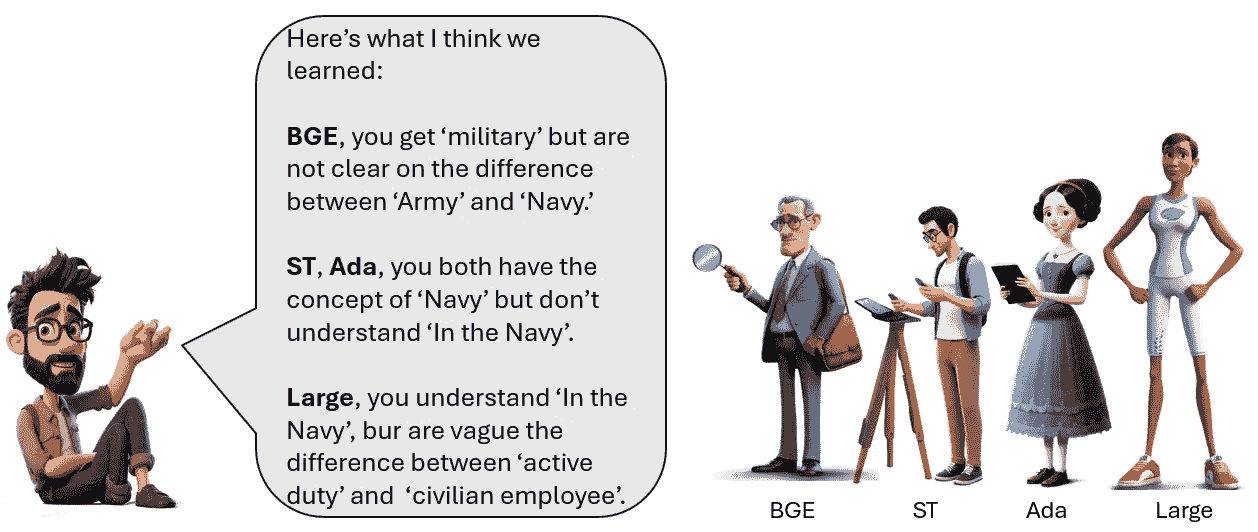 Here’s what I think we
learned:
BGE, you get ‘military’ but are
not clear on the difference
between ‘Army’ and ‘Navy.’
ST, Ada, you both have the
concept of ‘Navy’ but don’t
understand ‘In the Navy’.
Large, you understand ‘In the
Navy’, bur are vague the
difference between ‘active
duty’ and  ‘civilian employee’.
BGE
ST
Ada
Large